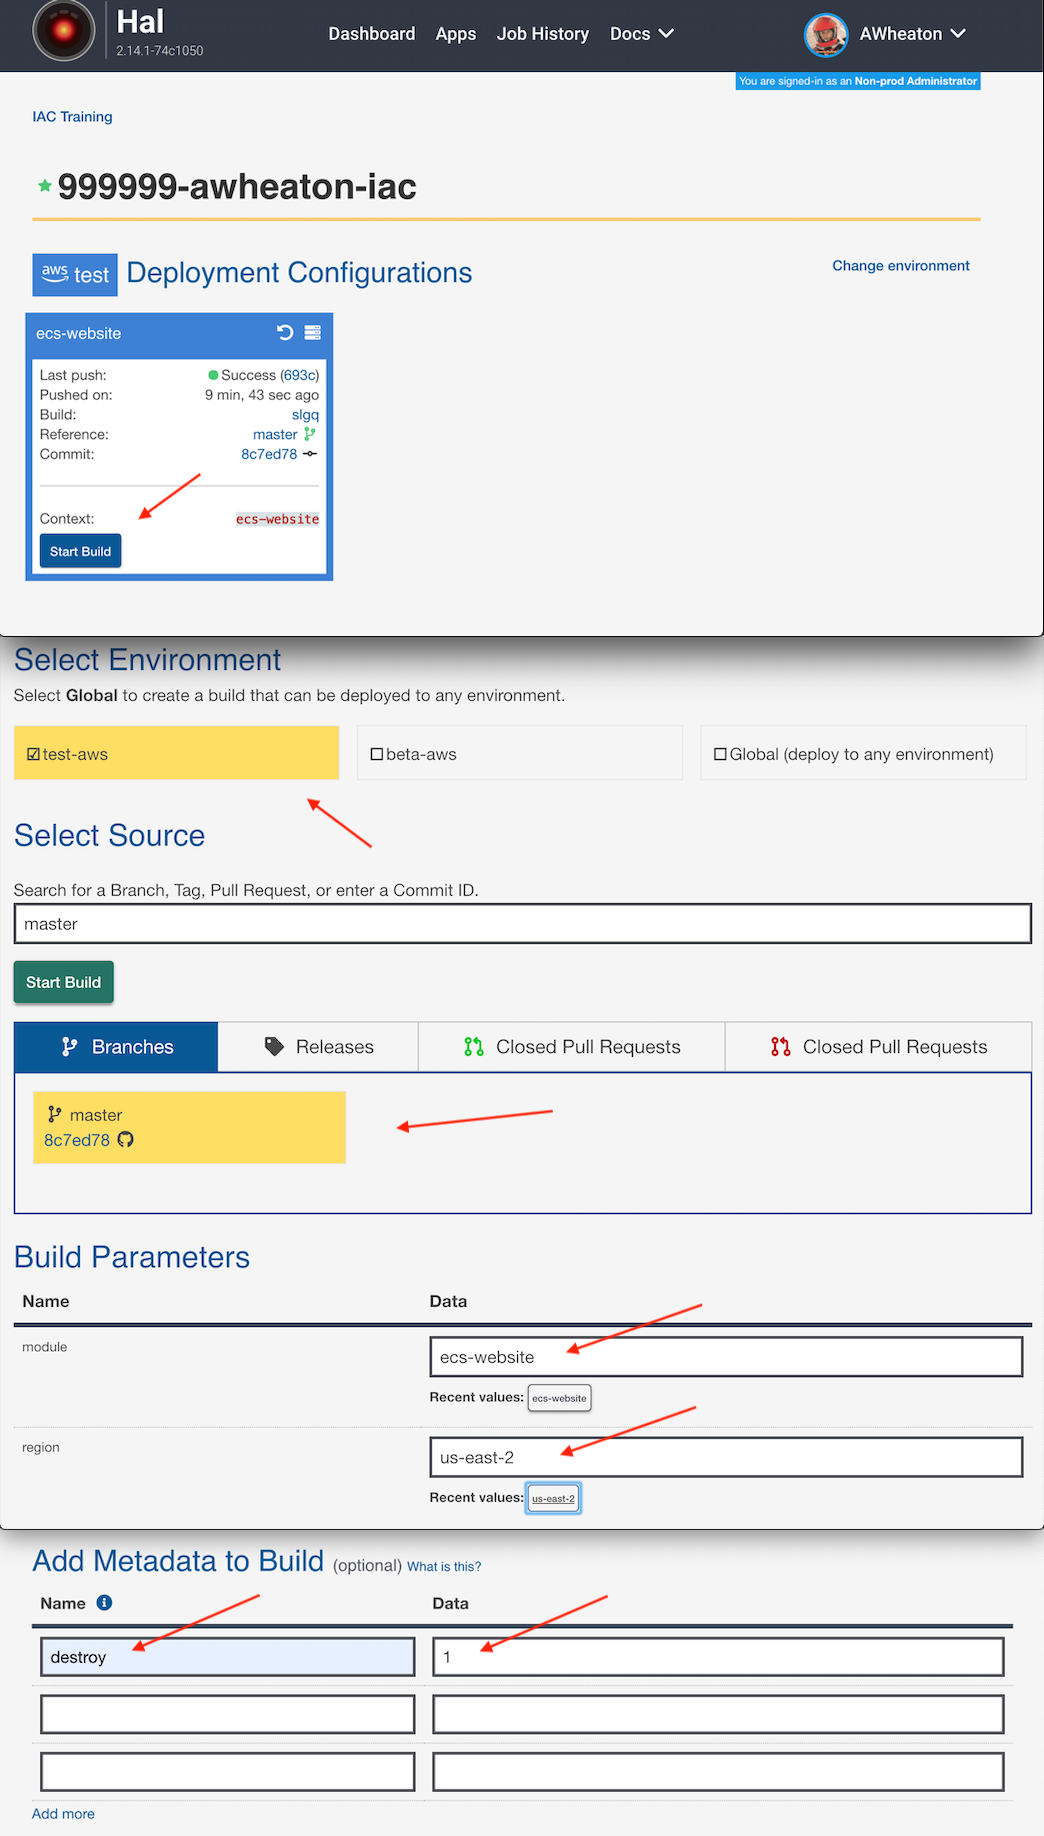 Hal
2.14.1-74c1050
Dashboard Apps Job History Docs
AWheaton
You are signed-in as an Non-prod Administrator
IAC Training
999999-awheaton-iac
aws test Deployment Configurations
Change environment
ecs-website
Last push: Success (693c)
Pushed on: 9 min, 43 sec ago
Build: slgq
Reference: master
Commit: 8c7ed78
Context: ecs-website
Start Build
Select Environment
Select Global to create a build that can be deployed to any environment.
test-aws beta-aws Global (deploy to any environment)
Select Source
Search for a Branch, Tag, Pull Request, or enter a Commit ID.
master
Start Build
Branches Releases Closed Pull Requests Closed Pull Requests
master
8c7ed78
Build Parameters
Name Data
module ecs-website
Recent values: ecs-website
region us-east-2
Recent values: us-east-2
Add Metadata to Build (optional) What is this?
Name Data
destroy 1
Add more